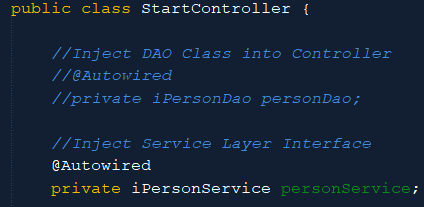 public class StartController {
//Inject DAO Class into Controller
//@Autowired
//private iPersonDao personDao;
//Inject Service Layer Interface
@Autowired
private iPersonService personService;